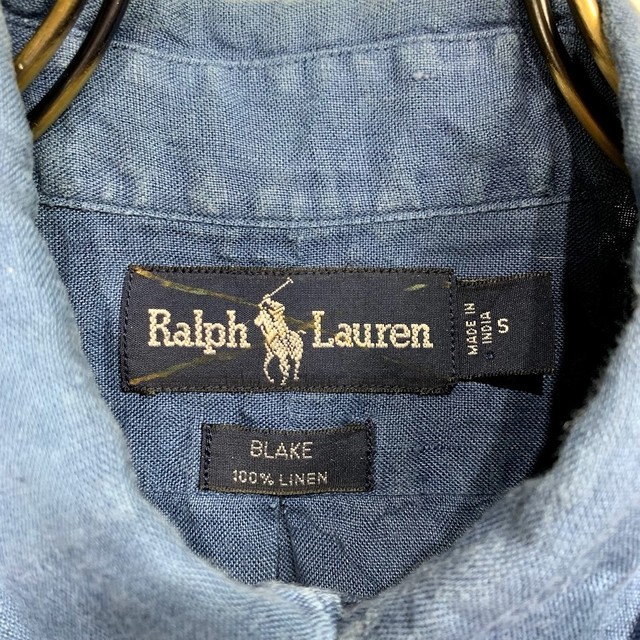 Ralph Lauren
MADE IN
INDIA
S
BLAKE
100% LINEN